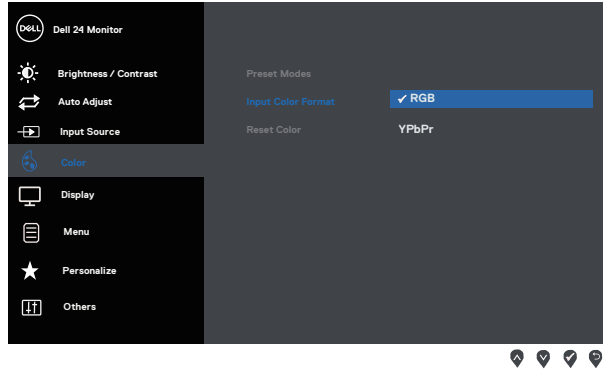 DELL Dell 24 Monitor
Brightness / Contrast
Auto Adjust
Input Source
Color
Display
Menu
Personalize
Others
Preset Modes
Input Color Format
Reset Color
✔ RGB
YPbPr